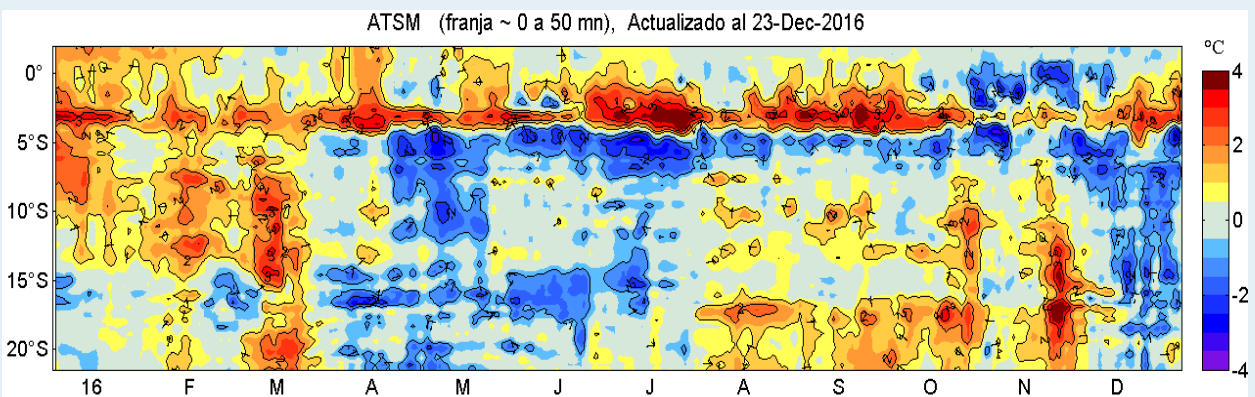 ATSM (franja ~ 0 a 50 mn), Actualizado al 23-Dec-2016
°C
0°
5°S
10°S
15°S
20°S
4
2
0
-2
-4
16 F M A M J J A S O N D